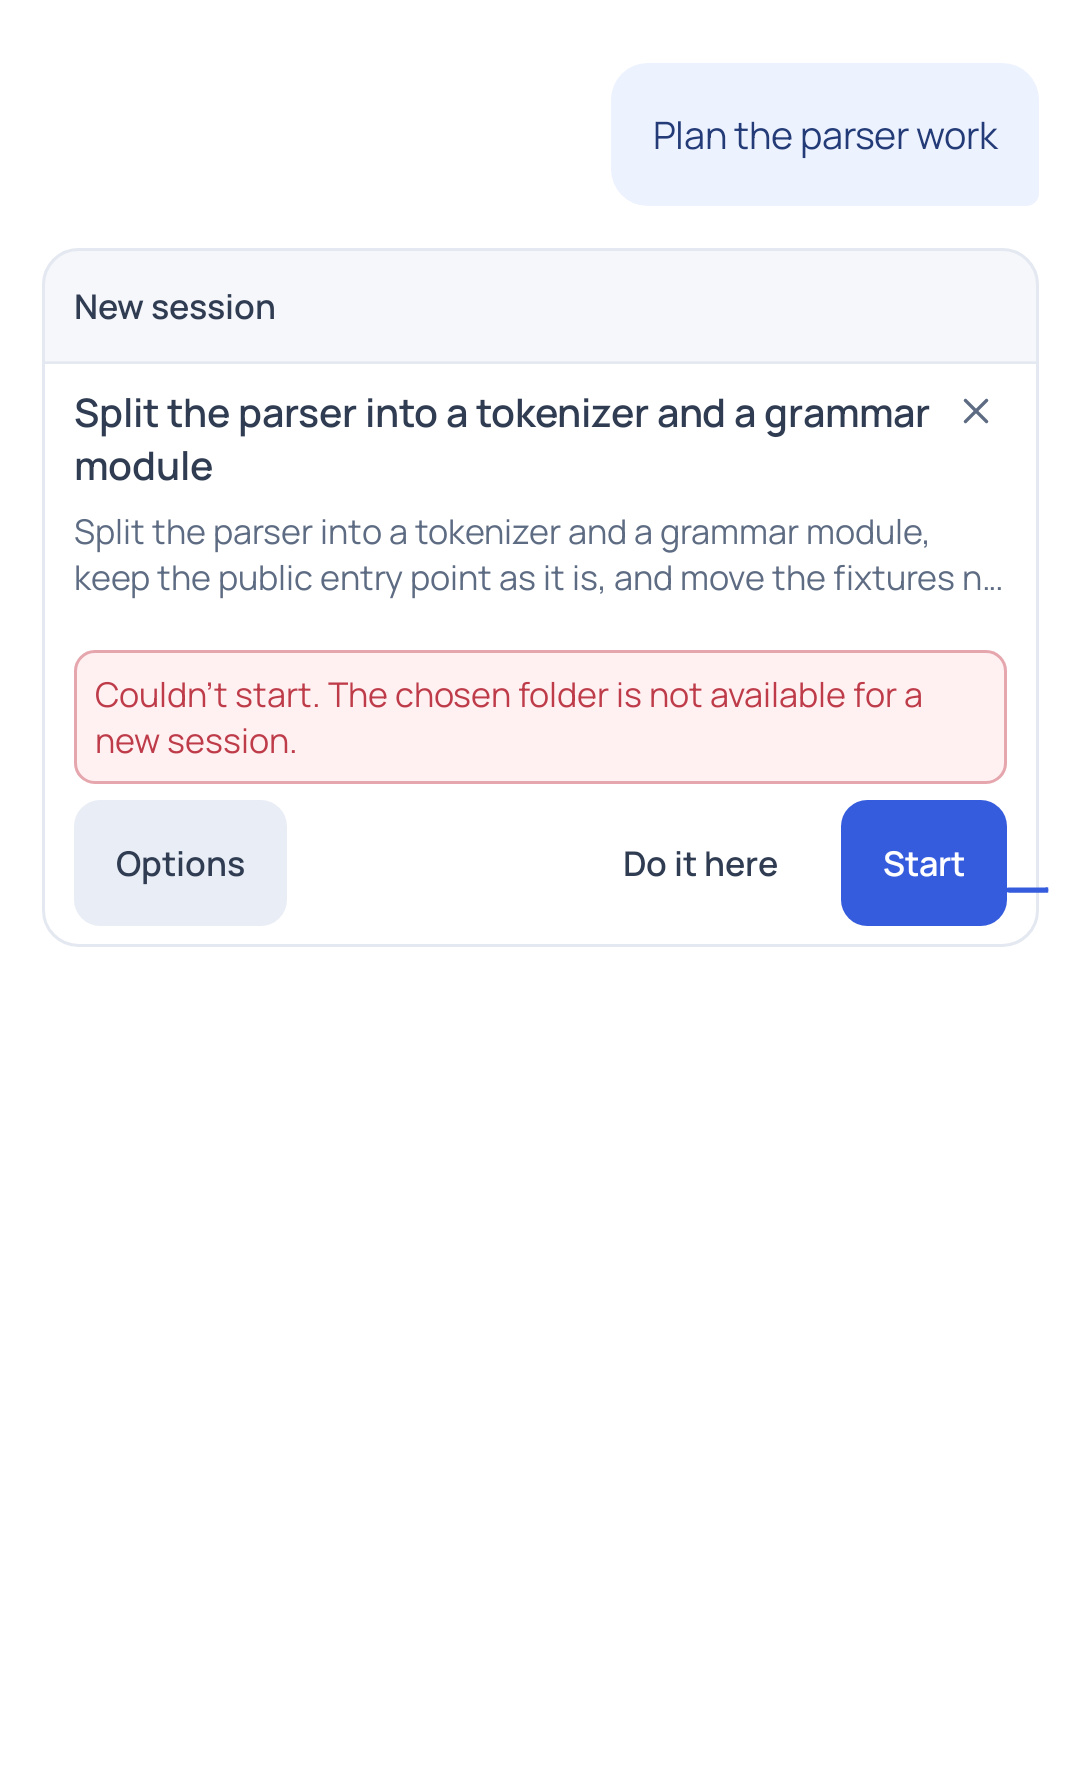 Plan the parser work
New session
Split the parser into a tokenizer and a grammar
module
Split the parser into a tokenizer and a grammar module,
keep the public entry point as it is, and move the fixtures n…
Couldn’t start. The chosen folder is not available for a
new session.
Options
Do it here
Start